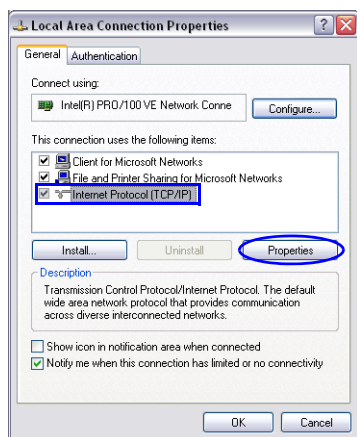 Local Area Connection Properties
General Authentication
Connect using:
Intel(R) PRO/100 VE Network Conne Configure...
This connection uses the following items:
Client for Microsoft Networks
File and Printer Sharing for Microsoft Networks
Internet Protocol (TCP/IP)
Install... Uninstall Properties
Description
Transmission Control Protocol/Internet Protocol. The default
wide area network protocol that provides communication
across diverse interconnected networks.
Show icon in notification area when connected
Notify me when this connection has limited or no connectivity
OK Cancel